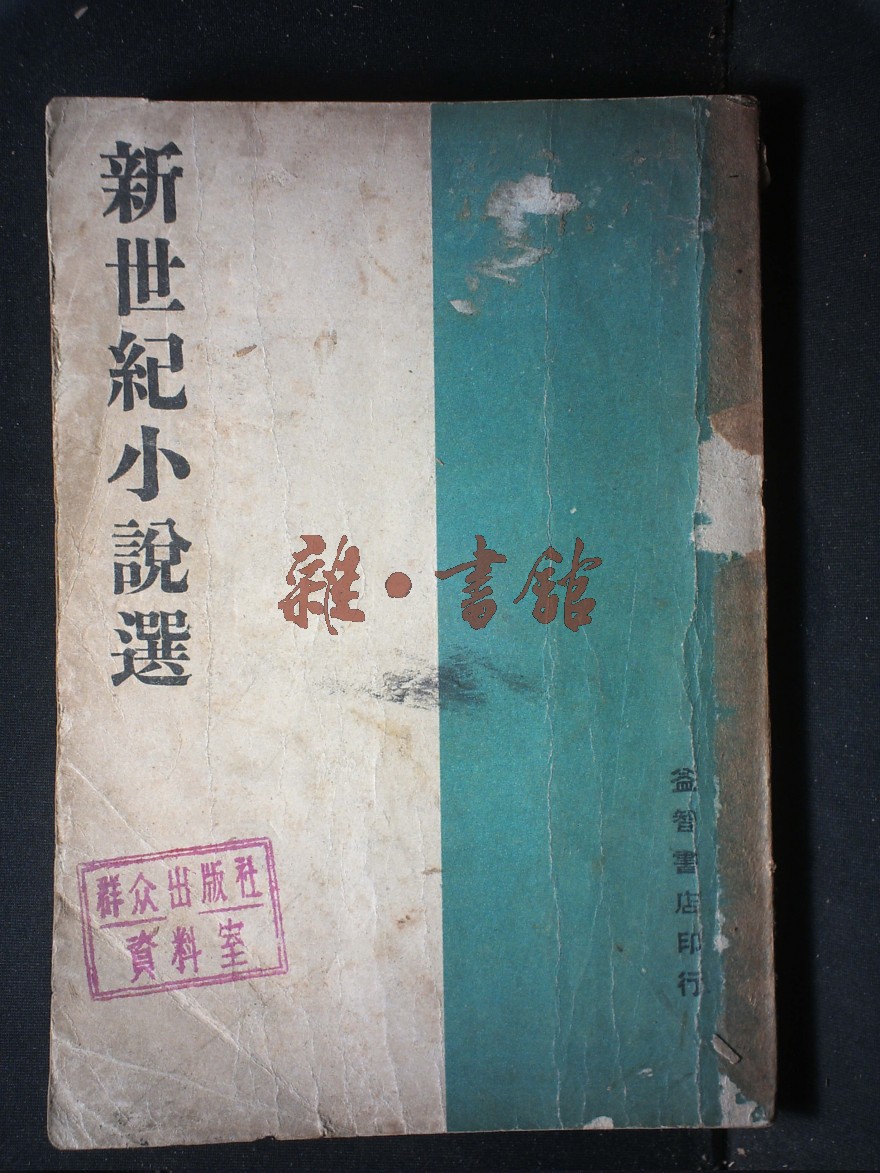 新世紀小說選
雜·書館
益智書店印行
群众出版社
資料室